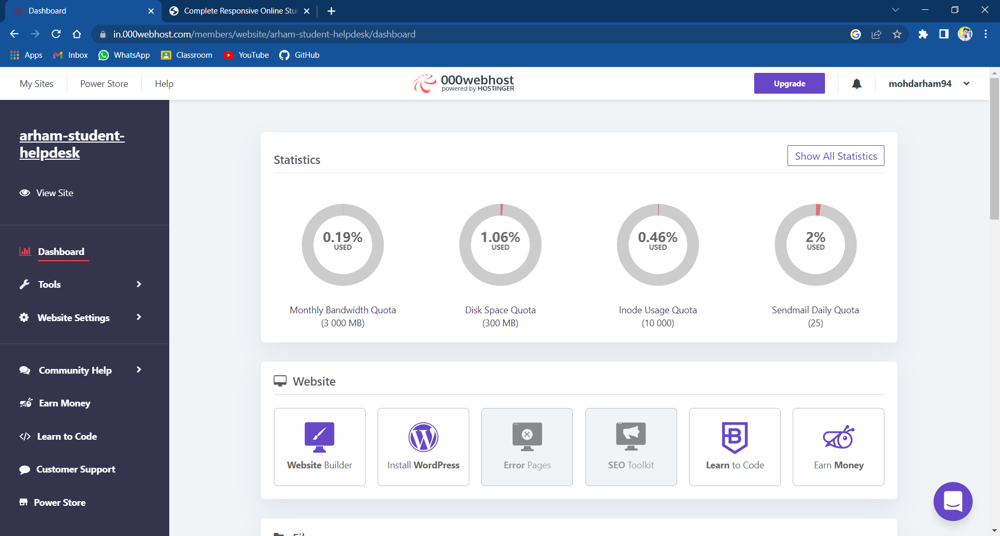 Dashboard
Complete Responsive Online Stu
in.000webhost.com/members/website/arham-student-helpdesk/dashboard
Apps
Inbox
WhatsApp
Classroom
YouTube
GitHub
My Sites
Power Store
Help
000webhost
powered by HOSTINGER
Upgrade
mohdarham94
arham-student-
helpdesk
View Site
Dashboard
Tools
Website Settings
Community Help
Earn Money
Learn to Code
Customer Support
Power Store
Statistics
Show All Statistics
0.19%
USED
Monthly Bandwidth Quota
(3 000 MB)
1.06%
USED
Disk Space Quota
(300 MB)
0.46%
USED
Inode Usage Quota
(10 000)
2%
USED
Sendmail Daily Quota
(25)
Website
Website Builder
Install WordPress
Error Pages
SEO Toolkit
Learn to Code
Earn Money